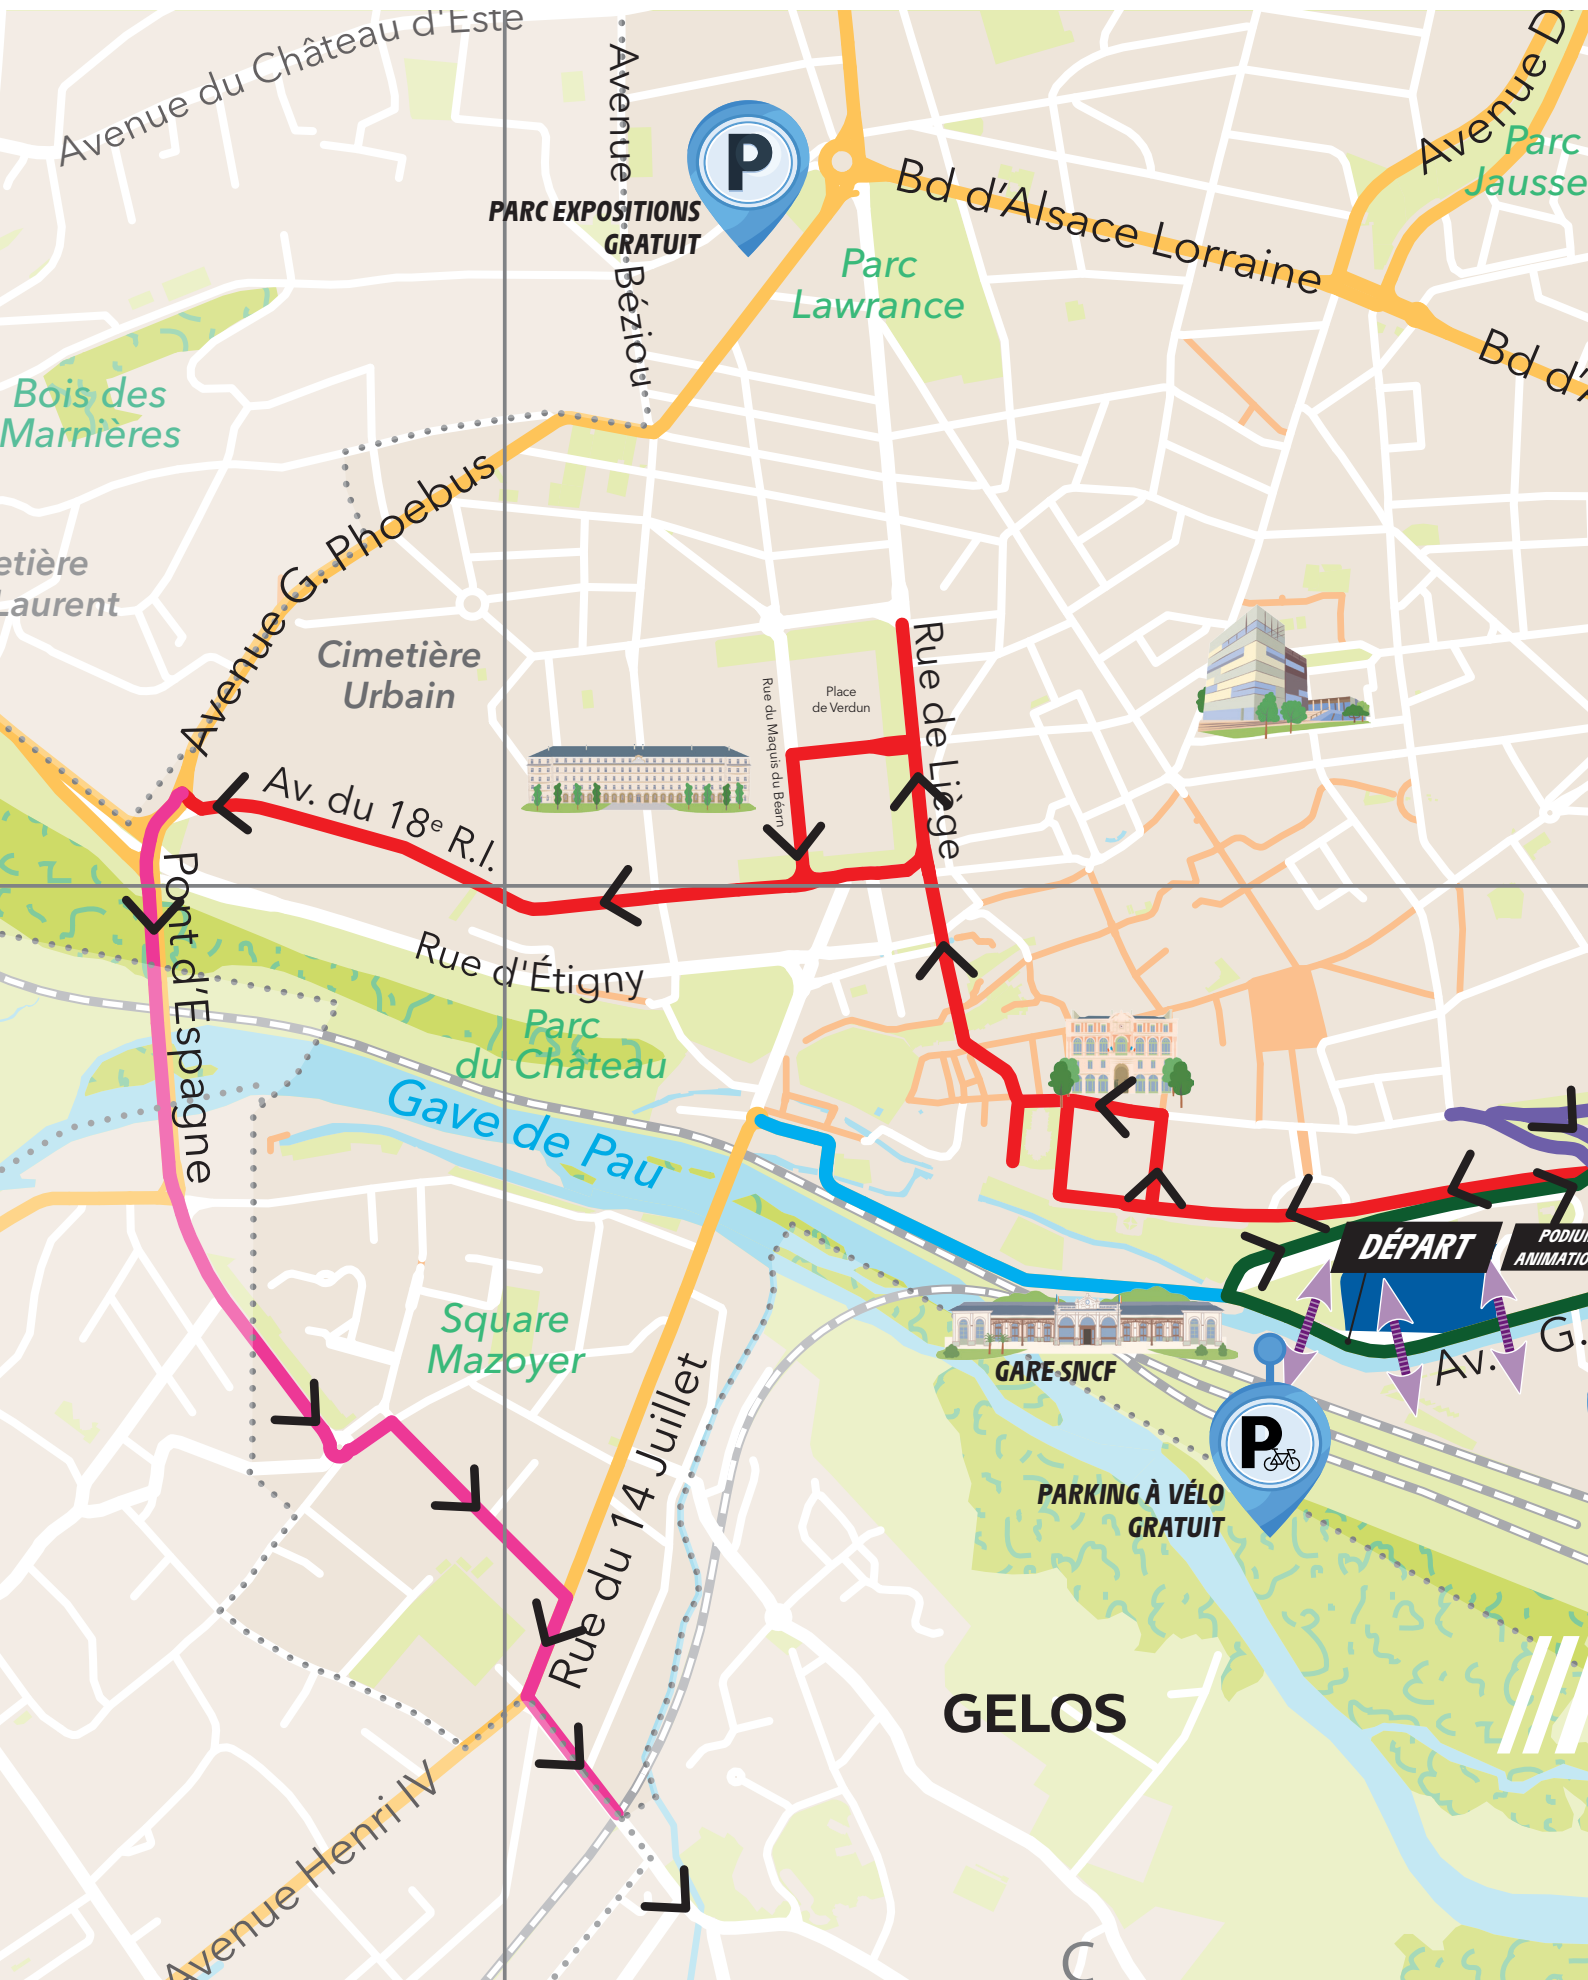 Avenue du Château d'Este
Avenue Béziou
Avenue D
Parc
Jausse
P
PARC EXPOSITIONS
GRATUIT
Bd d'Alsace Lorraine
Parc
Lawrance
Bd d'A
Bois des
Marnières
Avenue G. Phoebus
etière
Laurent
Cimetière
Urbain
Rue de Liège
Rue du Maquis du Béarn
Place
de Verdun
Av. du 18e R.I.
Pont d'Espagne
Rue d'Étigny
Parc
du Château
Gave de Pau
DÉPART
PODIU
ANIMATIO
Square
Mazoyer
GARE SNCF
Av. G.
Rue du 14 Juillet
P
PARKING À VÉLO
GRATUIT
GELOS
Avenue Henri IV
C